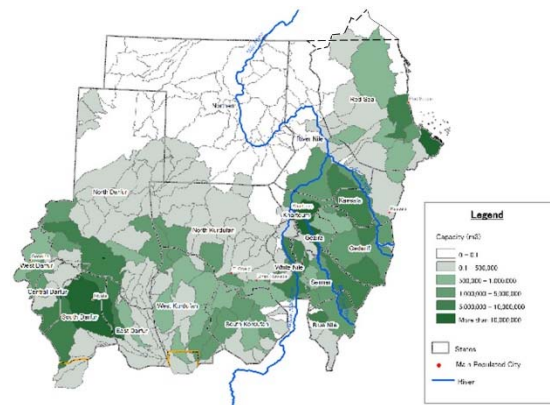 Northern
Red Sea
River Nile
North Darfur
North Kurdufan
Khartoum
Kassala
Gezira
Gedaref
West Darfur
Central Darfur
South Darfur
East Darfur
West Kurdufan
South Kordofan
White Nile
Sennar
Blue Nile
Legend
Capacity (m3)
0 - 0.1
0.1 - 500,000
500,000 - 1,000,000
1,000,000 - 5,000,000
5,000,000 - 10,000,000
More than 10,000,000
States
Main Populated City
River